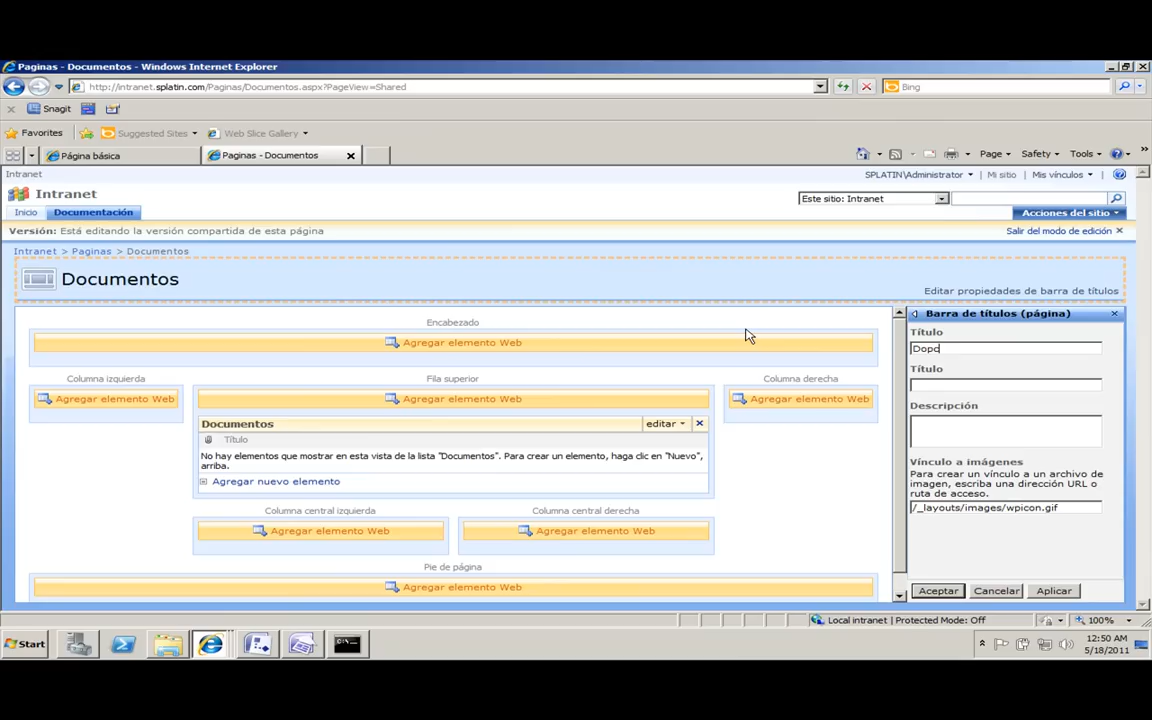 Paginas - Documentos - Windows Internet Explorer
http://intranet.splatin.com/Paginas/Documentos.aspx?PageView=Shared
Bing
Snagit
Favorites Suggested Sites Web Slice Gallery
Página básica Paginas - Documentos Page Safety Tools
Intranet SPLATIN\Administrator Mi sitio Mis vínculos
Intranet Este sitio: Intranet
Inicio Documentación Acciones del sitio
Versión: Está editando la versión compartida de esta página Salir del modo de edición
Intranet > Paginas > Documentos
Documentos
Editar propiedades de barra de títulos
Encabezado
Agregar elemento Web
Columna izquierda Fila superior Columna derecha
Agregar elemento Web Agregar elemento Web Agregar elemento Web
Documentos editar
Título
No hay elementos que mostrar en esta vista de la lista "Documentos". Para crear un elemento, haga clic en "Nuevo",
arriba.
Agregar nuevo elemento
Columna central izquierda Columna central derecha
Agregar elemento Web Agregar elemento Web
Pie de página
Agregar elemento Web
Barra de títulos (página)
Título
Dopc
Título
Descripción
Vínculo a imágenes
Para crear un vínculo a un archivo de
imagen, escriba una dirección URL o
ruta de acceso.
/_layouts/images/wpicon.gif
Aceptar Cancelar Aplicar
Local intranet | Protected Mode: Off 100%
Start 12:50 AM
5/18/2011